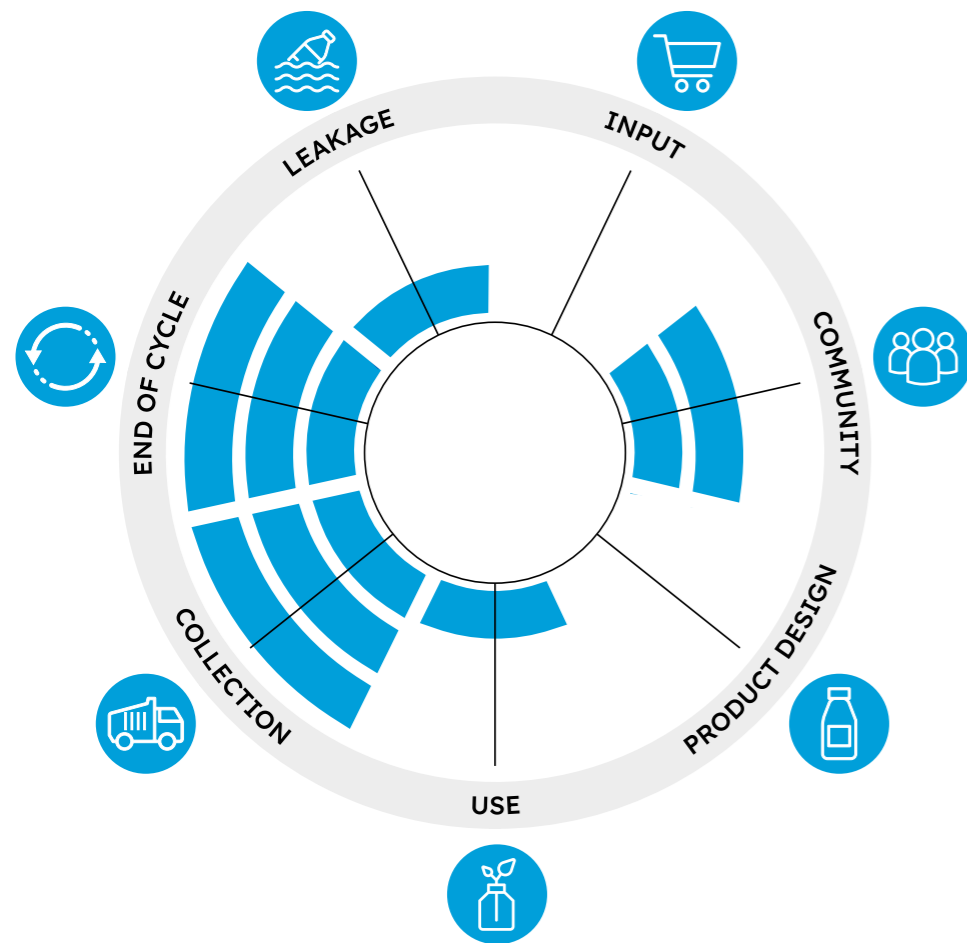 LEAKAGE
INPUT
COMMUNITY
PRODUCT DESIGN
USE
COLLECTION
END OF CYCLE